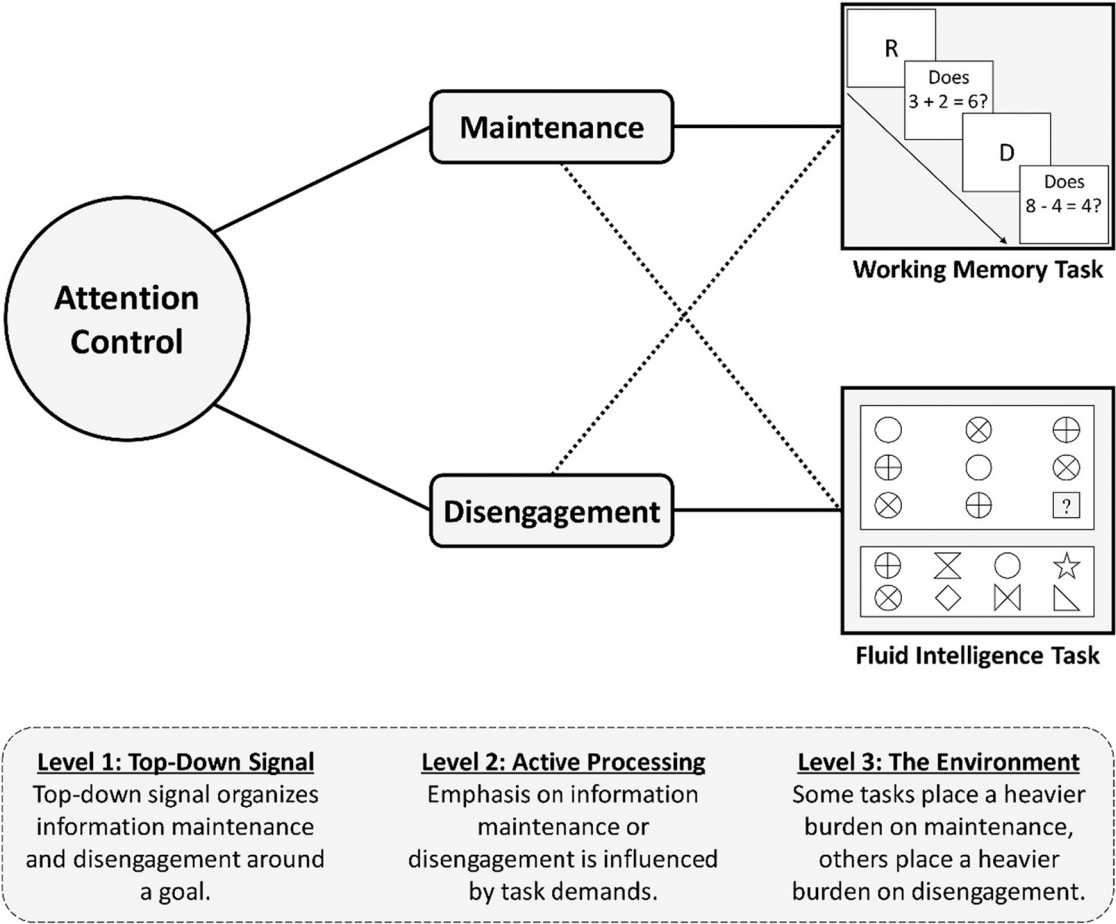 R
Does
3 + 2 = 6?
D
Does
8 - 4 = 4?
Working Memory Task
Maintenance
Attention
Control
Disengagement
?
Fluid Intelligence Task
Level 1: Top-Down Signal
Top-down signal organizes
information maintenance
and disengagement around
a goal.
Level 2: Active Processing
Emphasis on information
maintenance or
disengagement is influenced
by task demands.
Level 3: The Environment
Some tasks place a heavier
burden on maintenance,
others place a heavier
burden on disengagement.